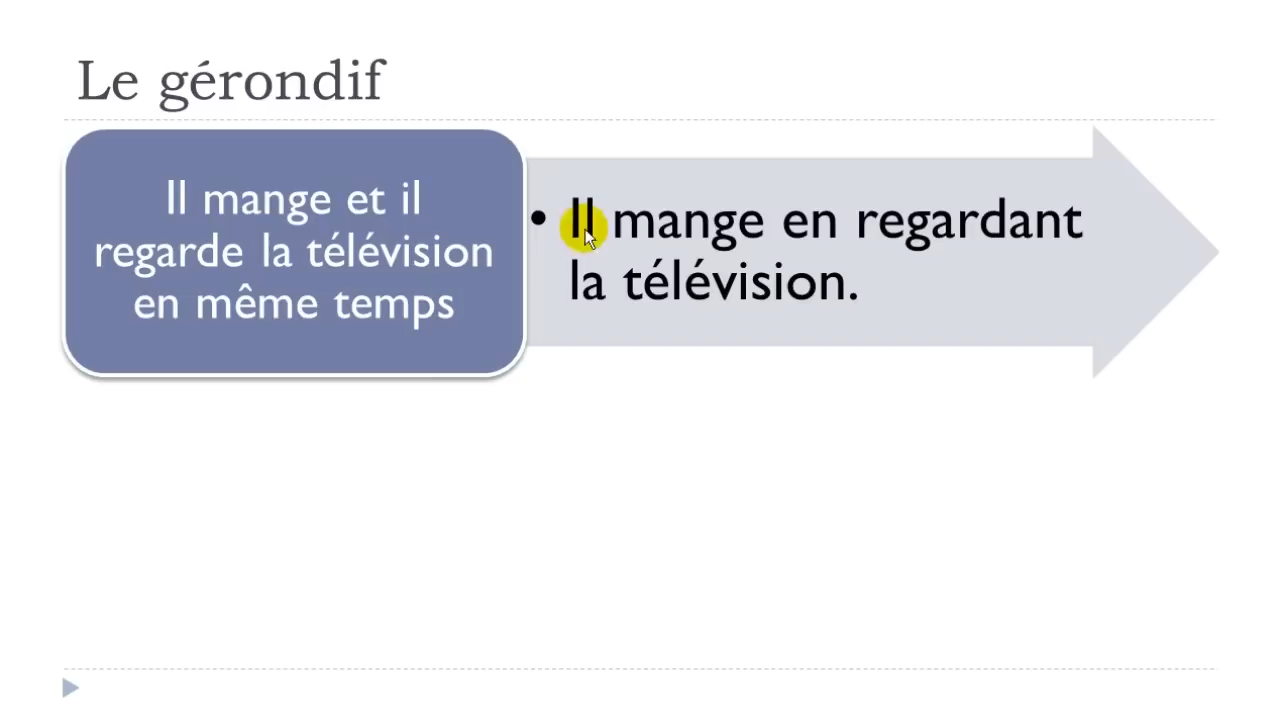 Le gérondif
Il mange et il
regarde la télévision
en même temps
• Il mange en regardant
la télévision.